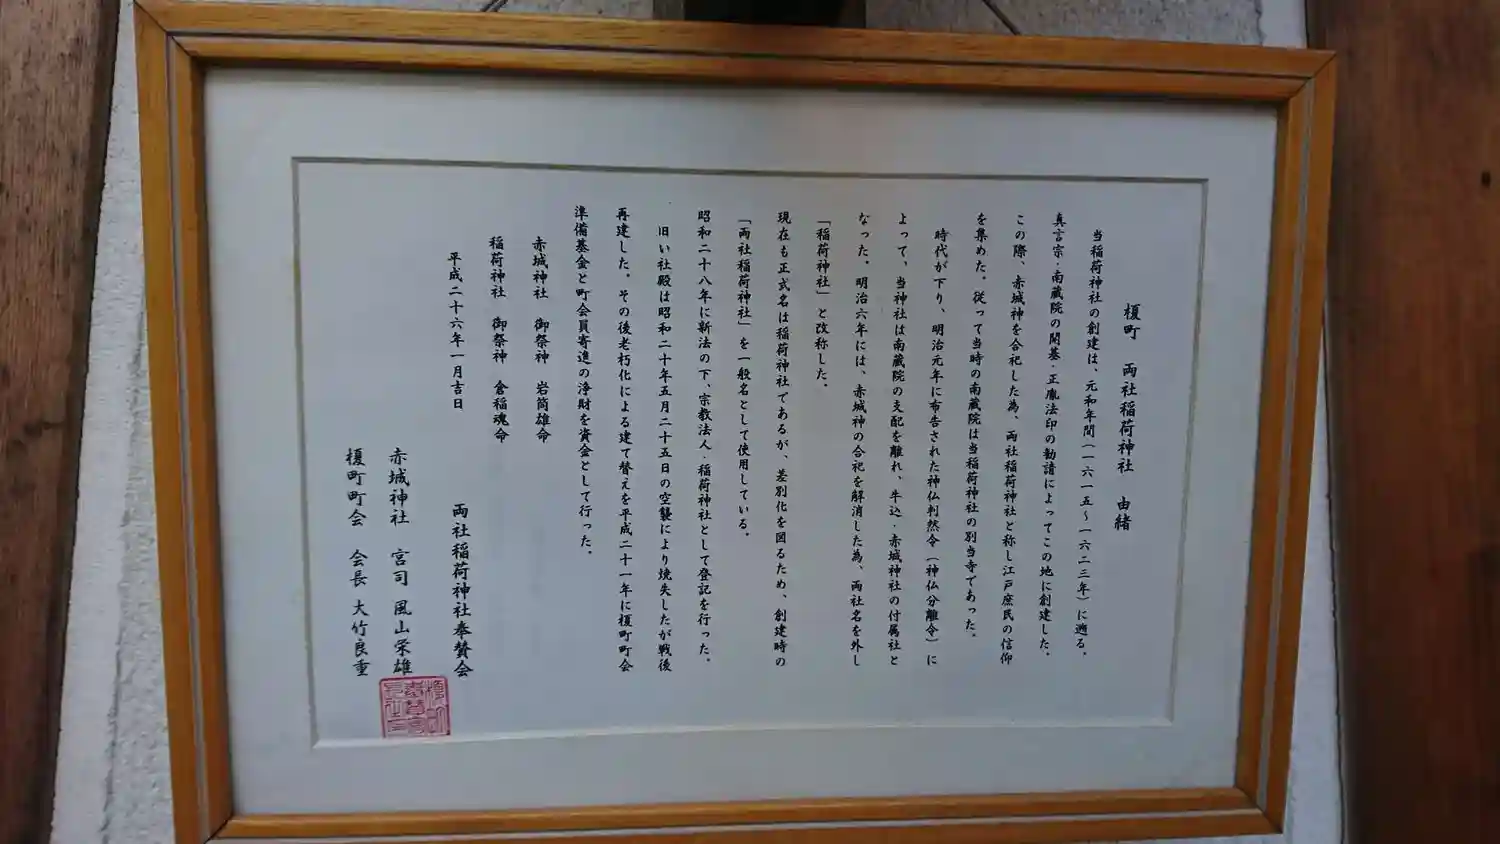 榎町 両社稲荷神社 由緒
当稲荷神社の創建は、元和年間(一六一五~一六二三年)に遡る。
真言宗・南蔵院の開基・正胤法印の勧請によってこの地に創建した。
この際、赤城神を合祀した為、両社稲荷神社と称し江戸庶民の信仰
を集めた。従って当時の南蔵院は当稲荷神社の別当寺であった。
時代が下り、明治元年に布告された神仏判然令(神仏分離令)に
よって、当神社は南蔵院の支配を離れ、牛込・赤城神社の付属社と
なった。明治六年には、赤城神の合祀を解消した為、両社名を外し
「稲荷神社」と改称した。
現在も正式名は稲荷神社であるが、差別化を図るため、創建時の
「両社稲荷神社」を一般名として使用している。
昭和二十八年に新法の下、宗教法人・稲荷神社として登記を行った。
旧い社殿は昭和二十年五月二十五日の空襲により焼失したが戦後
再建した。その後老朽化による建て替えを平成二十一年に榎町町会
準備基金と町会員寄進の浄財を資金として行った。
赤城神社 御祭神 岩筒雄命
稲荷神社 御祭神 倉稲魂命
平成二十六年一月吉日
両社稲荷神社奉賛会
赤城神社 宮司 風山栄雄
榎町町会 会長 大竹良重